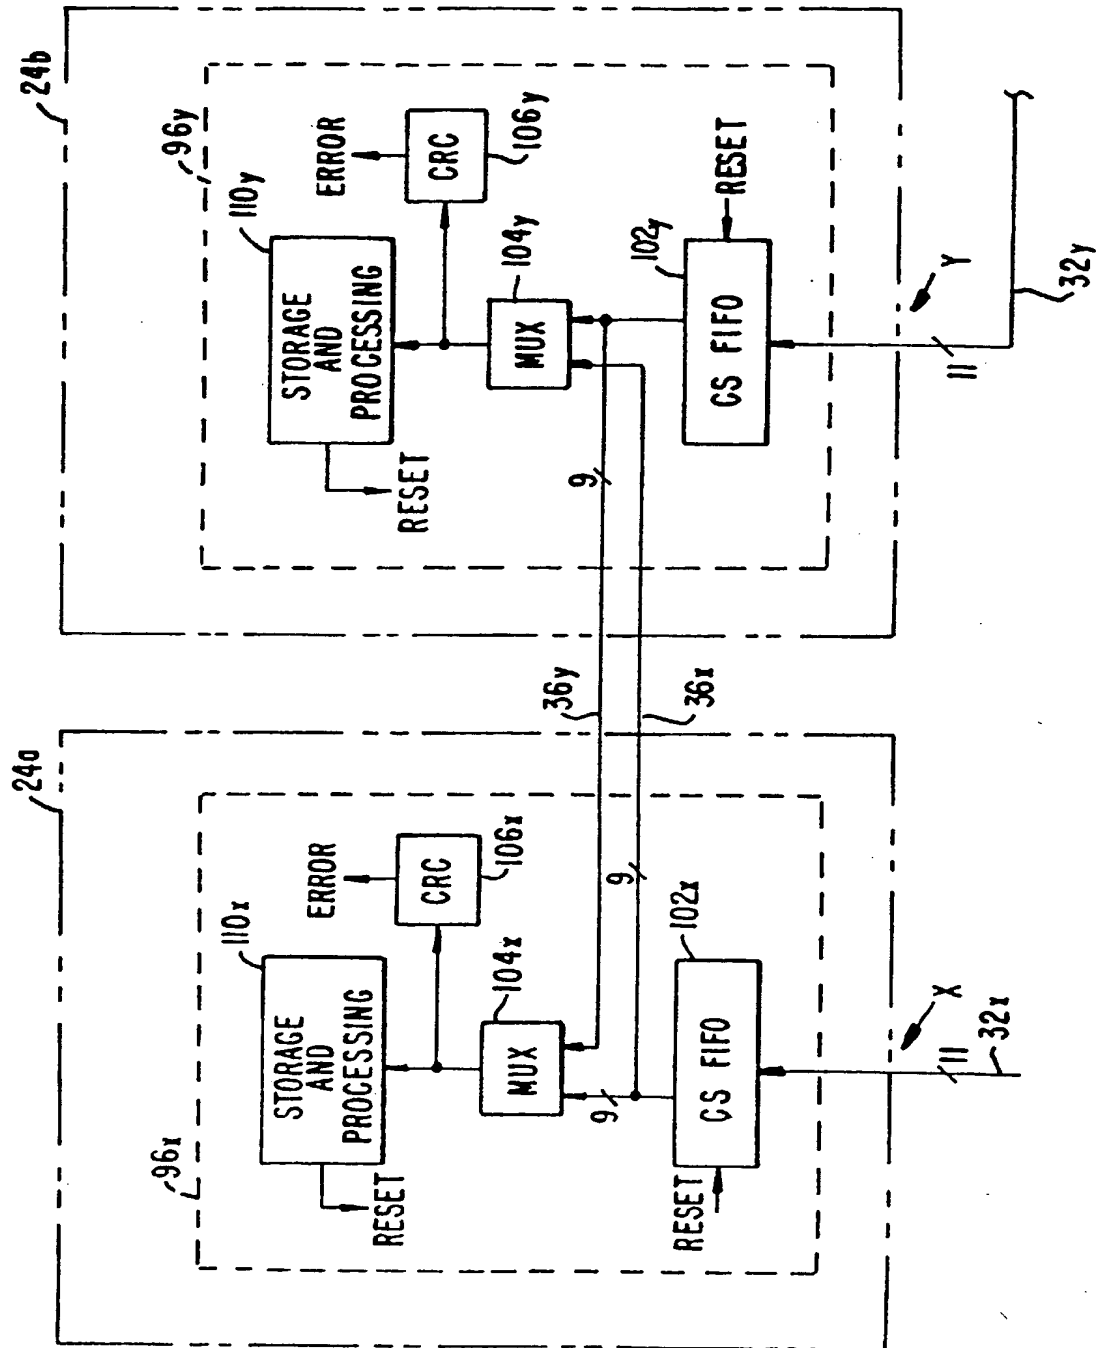 24a
96x
110x
STORAGE
AND
PROCESSING
RESET
ERROR
CRC
106x
104x
MUX
9
9
102x
CS FIFO
RESET
X
11
32x
36y
36x
24b
96y
110y
STORAGE
AND
PROCESSING
RESET
ERROR
CRC
106y
104y
MUX
9
102y
CS FIFO
RESET
Y
11
32y